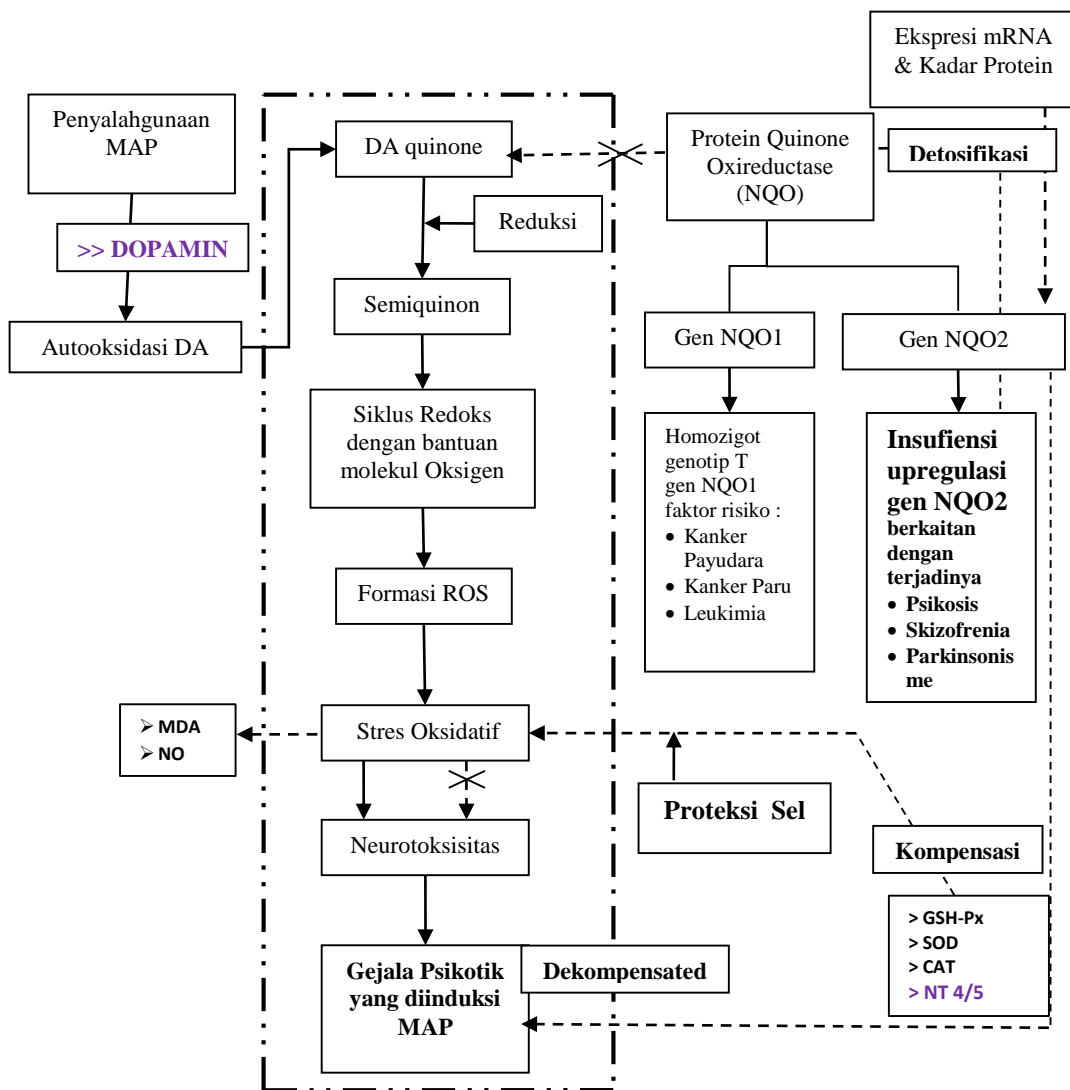 Ekspresi mRNA
& Kadar Protein
Penyalahgunaan
MAP
DA quinone
Protein Quinone
Oxireductase
(NQO)
Detosifikasi
Reduksi
>> DOPAMIN
Semiquinon
Autooksidasi DA
Gen NQO1
Gen NQO2
Siklus Redoks
dengan bantuan
molekul Oksigen
Homozigot
genotip T
gen NQO1
faktor risiko :
• Kanker
Payudara
• Kanker Paru
• Leukimia
Insufiensi
upregulasi
gen NQO2
berkaitan
dengan
terjadinya
• Psikosis
• Skizofrenia
• Parkinsonis
me
Formasi ROS
➢ MDA
➢ NO
Stres Oksidatif
Proteksi Sel
Neurotoksisitas
Kompensasi
> GSH-Px
> SOD
> CAT
> NT 4/5
Gejala Psikotik
yang diinduksi
MAP
Dekompensated